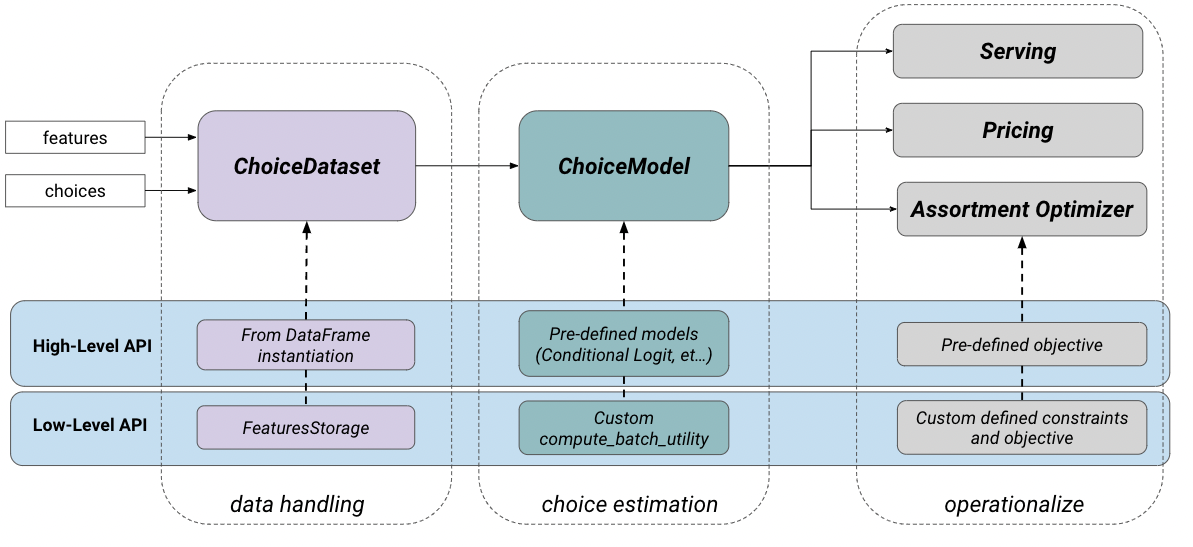 features
choices
ChoiceDataset
ChoiceModel
Serving
Pricing
Assortment Optimizer
High-Level API
From DataFrame
instantiation
Pre-defined models
(Conditional Logit, et...)
Pre-defined objective
Low-Level API
FeaturesStorage
Custom
compute_batch_utility
Custom defined constraints
and objective
data handling
choice estimation
operationalize